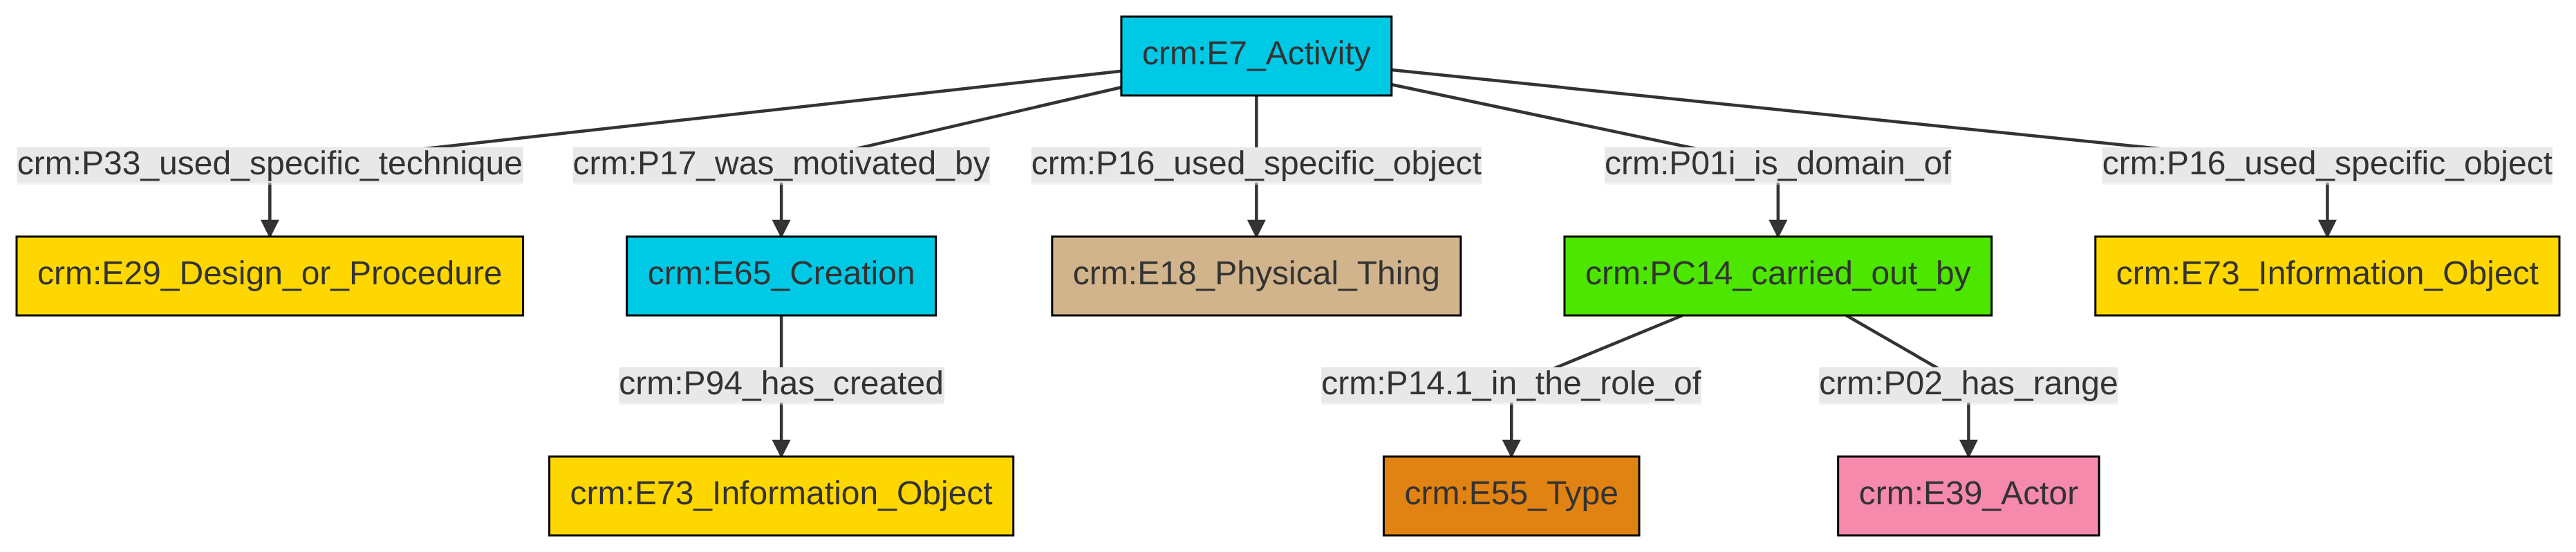 crm:E7_Activity
crm:P33_used_specific_technique
crm:P17_was_motivated_by
crm:P16_used_specific_object
crm:P01i_is_domain_of
crm:P16_used_specific_object
crm:E29_Design_or_Procedure
crm:E65_Creation
crm:E18_Physical_Thing
crm:PC14_carried_out_by
crm:E73_Information_Object
crm:P94_has_created
crm:P14.1_in_the_role_of
crm:P02_has_range
crm:E73_Information_Object
crm:E55_Type
crm:E39_Actor